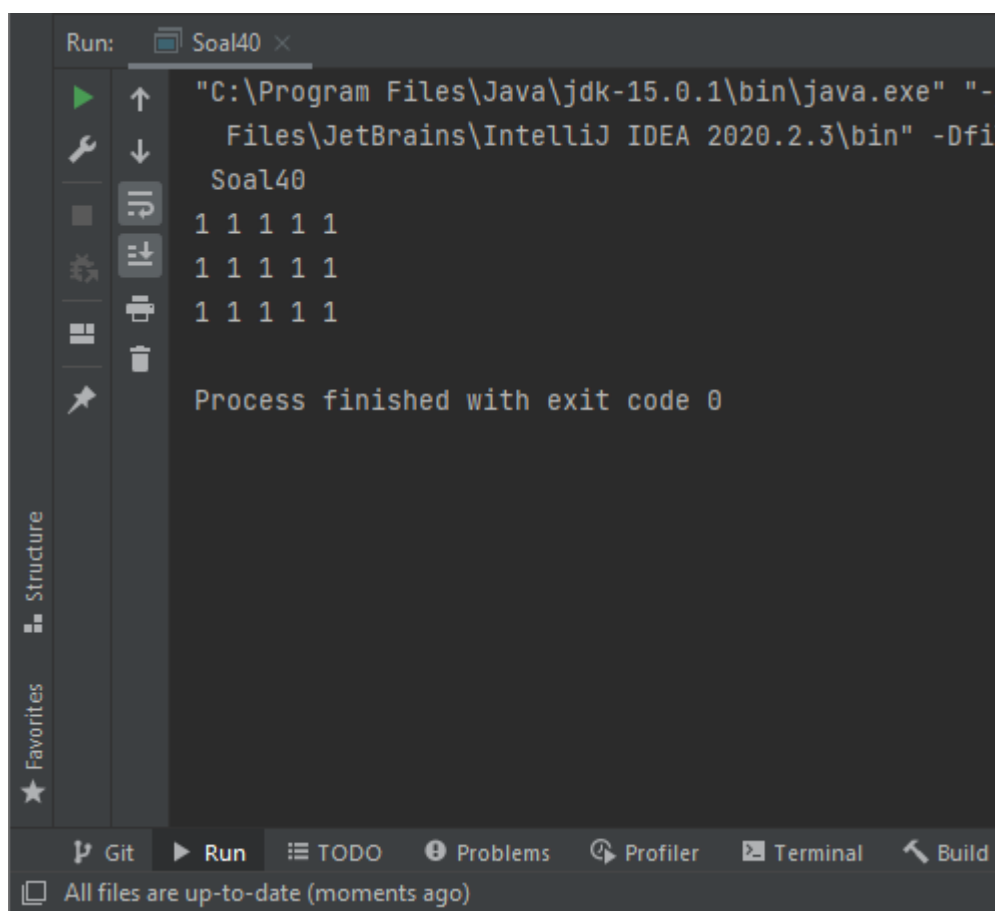 Run: Soal40
"C:\Program Files\Java\jdk-15.0.1\bin\java.exe" "-
Files\JetBrains\IntelliJ IDEA 2020.2.3\bin" -Dfi
Soal40
1 1 1 1 1
1 1 1 1 1
1 1 1 1 1
Process finished with exit code 0
Structure
Favorites
Git Run TODO Problems Profiler Terminal Build
All files are up-to-date (moments ago)